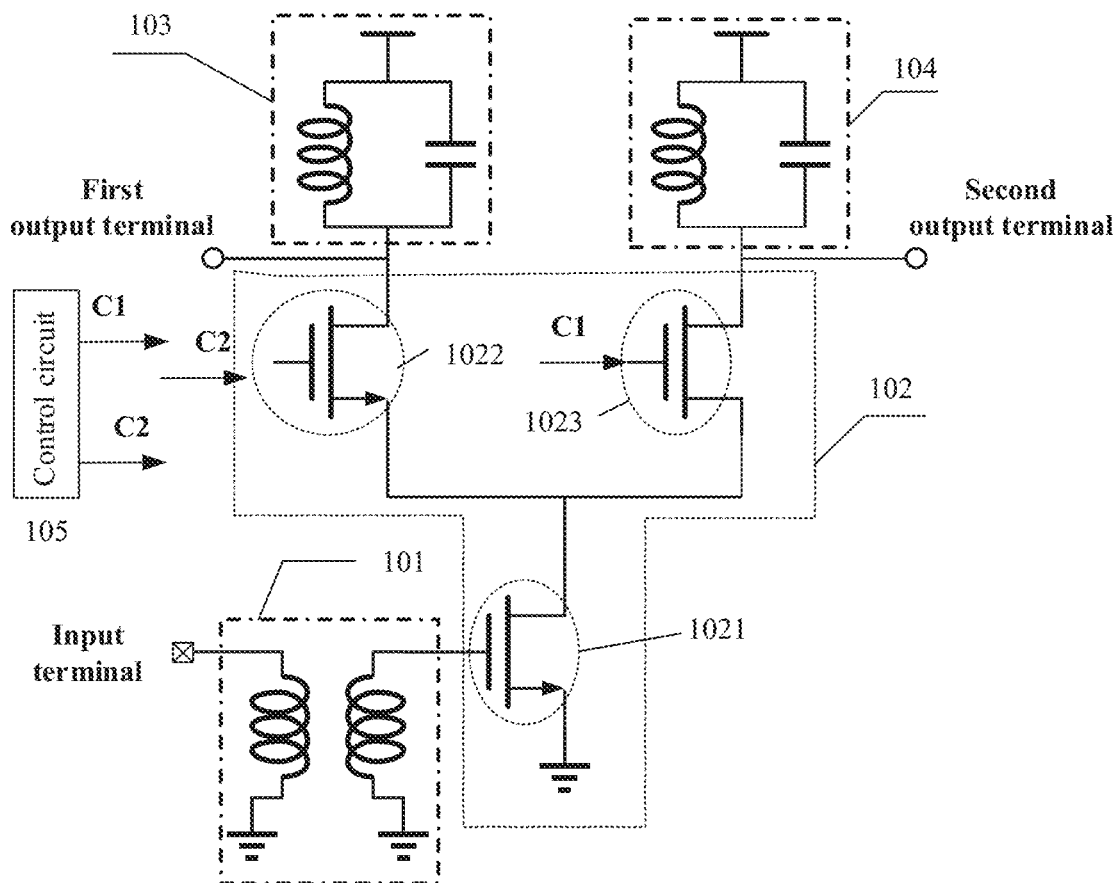 103
104
First
output terminal
Second
output terminal
C1
C2
C1
1022
1023
102
C2
Control circuit
105
101
Input
terminal
1021